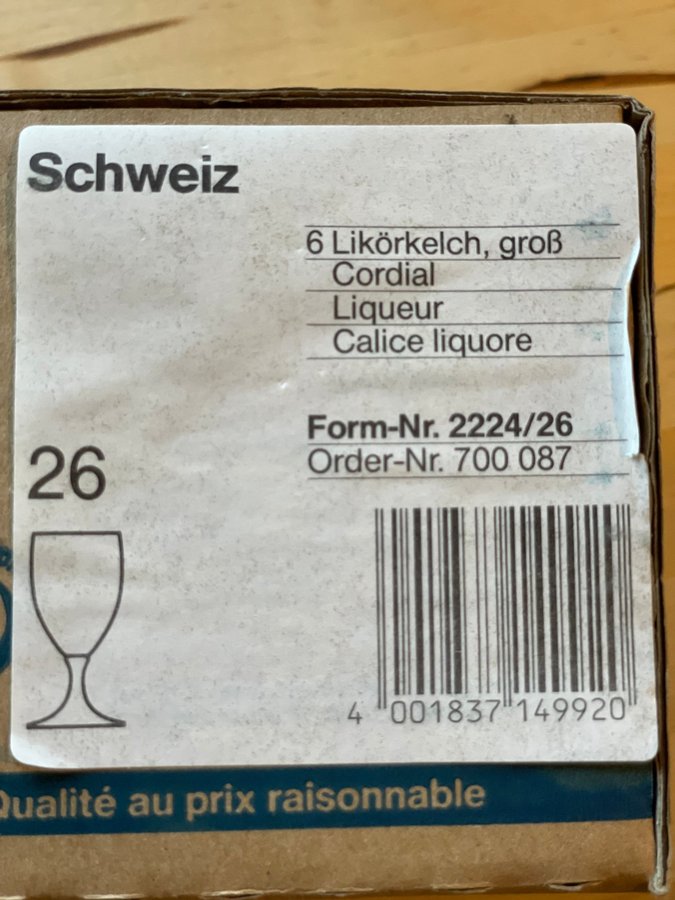 Schweiz
6 Likörkelch, groß
Cordial
Liqueur
Calice liquore
Form-Nr. 2224/26
Order-Nr. 700 087
26
4 001837 149920
Qualité au prix raisonnable